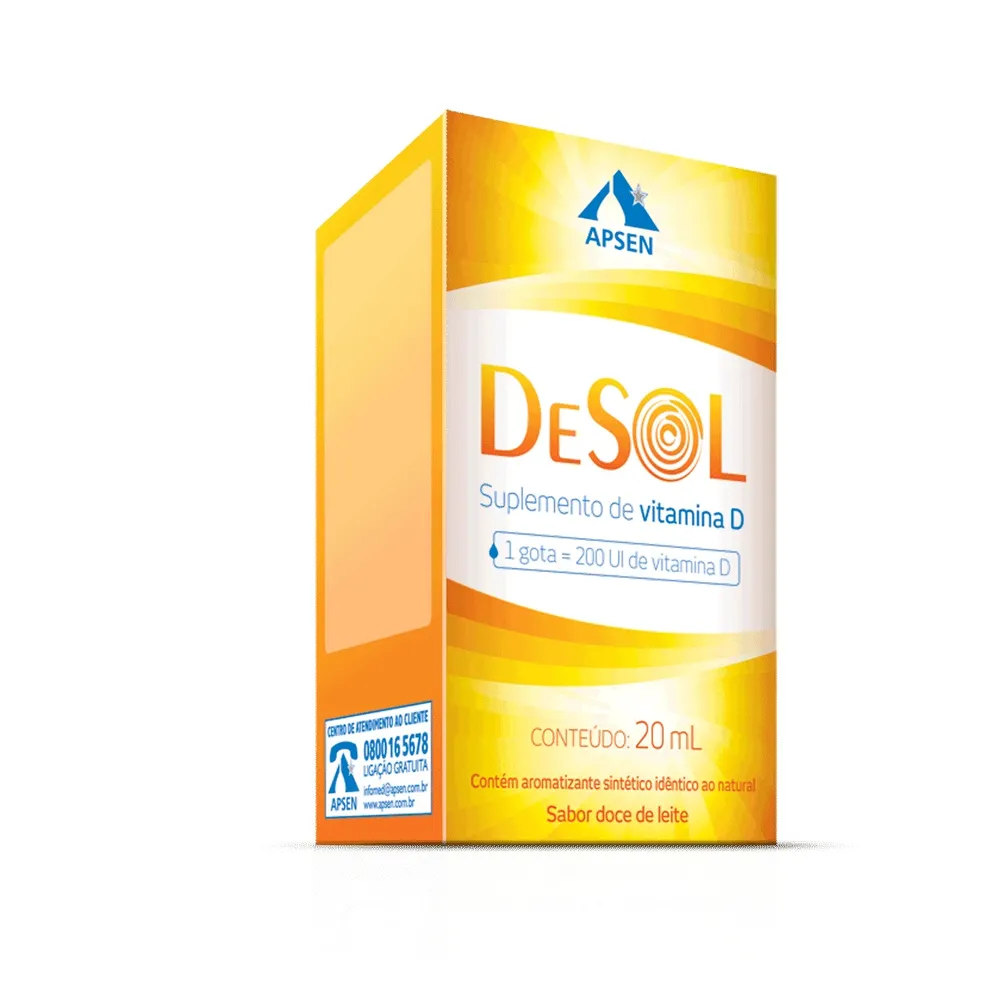 APSEN
DESOL
Suplemento de vitamina D
1 gota = 200 UI de vitamina D
CONTEÚDO: 20 mL
Contém aromatizante sintético idêntico ao natural
Sabor doce de leite
CENTRO DE ATENDIMENTO AO CLIENTE
0800 16 5678
LIGAÇÃO GRATUITA
infomed@apsen.com.br
www.apsen.com.br
APSEN